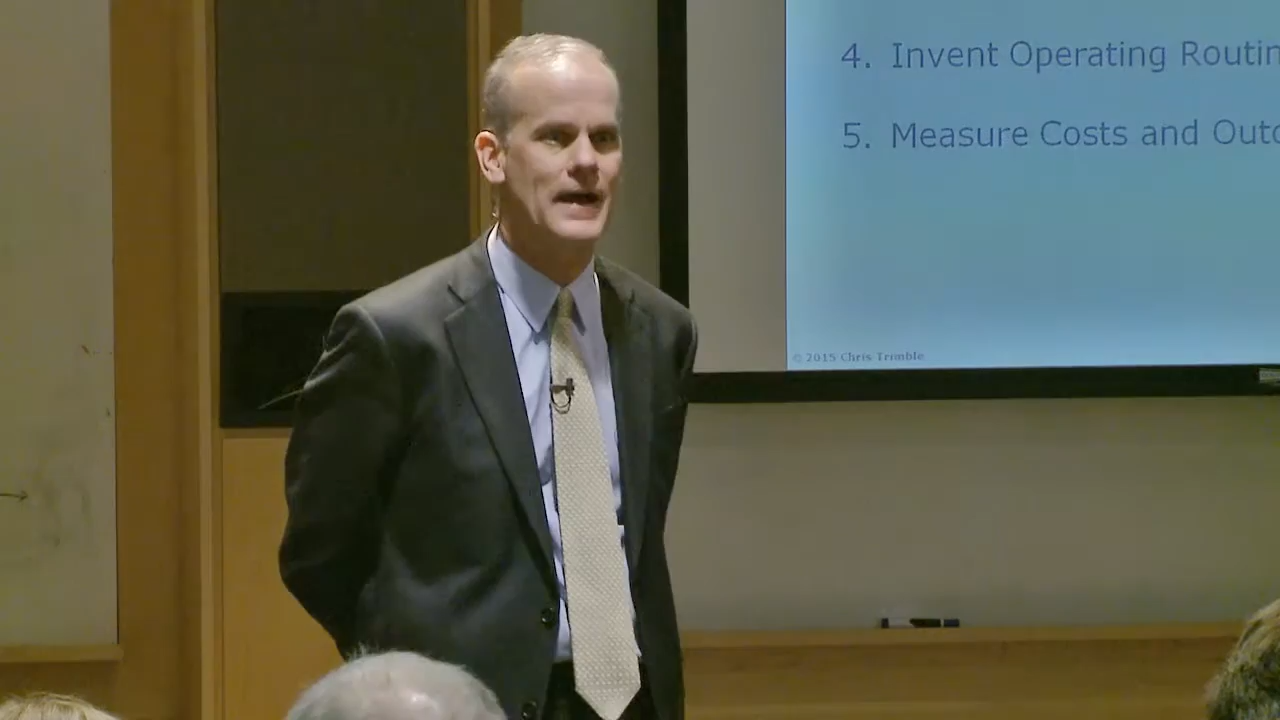 4. Invent Operating Routin
5. Measure Costs and Outc
© 2015 Chris Trimble